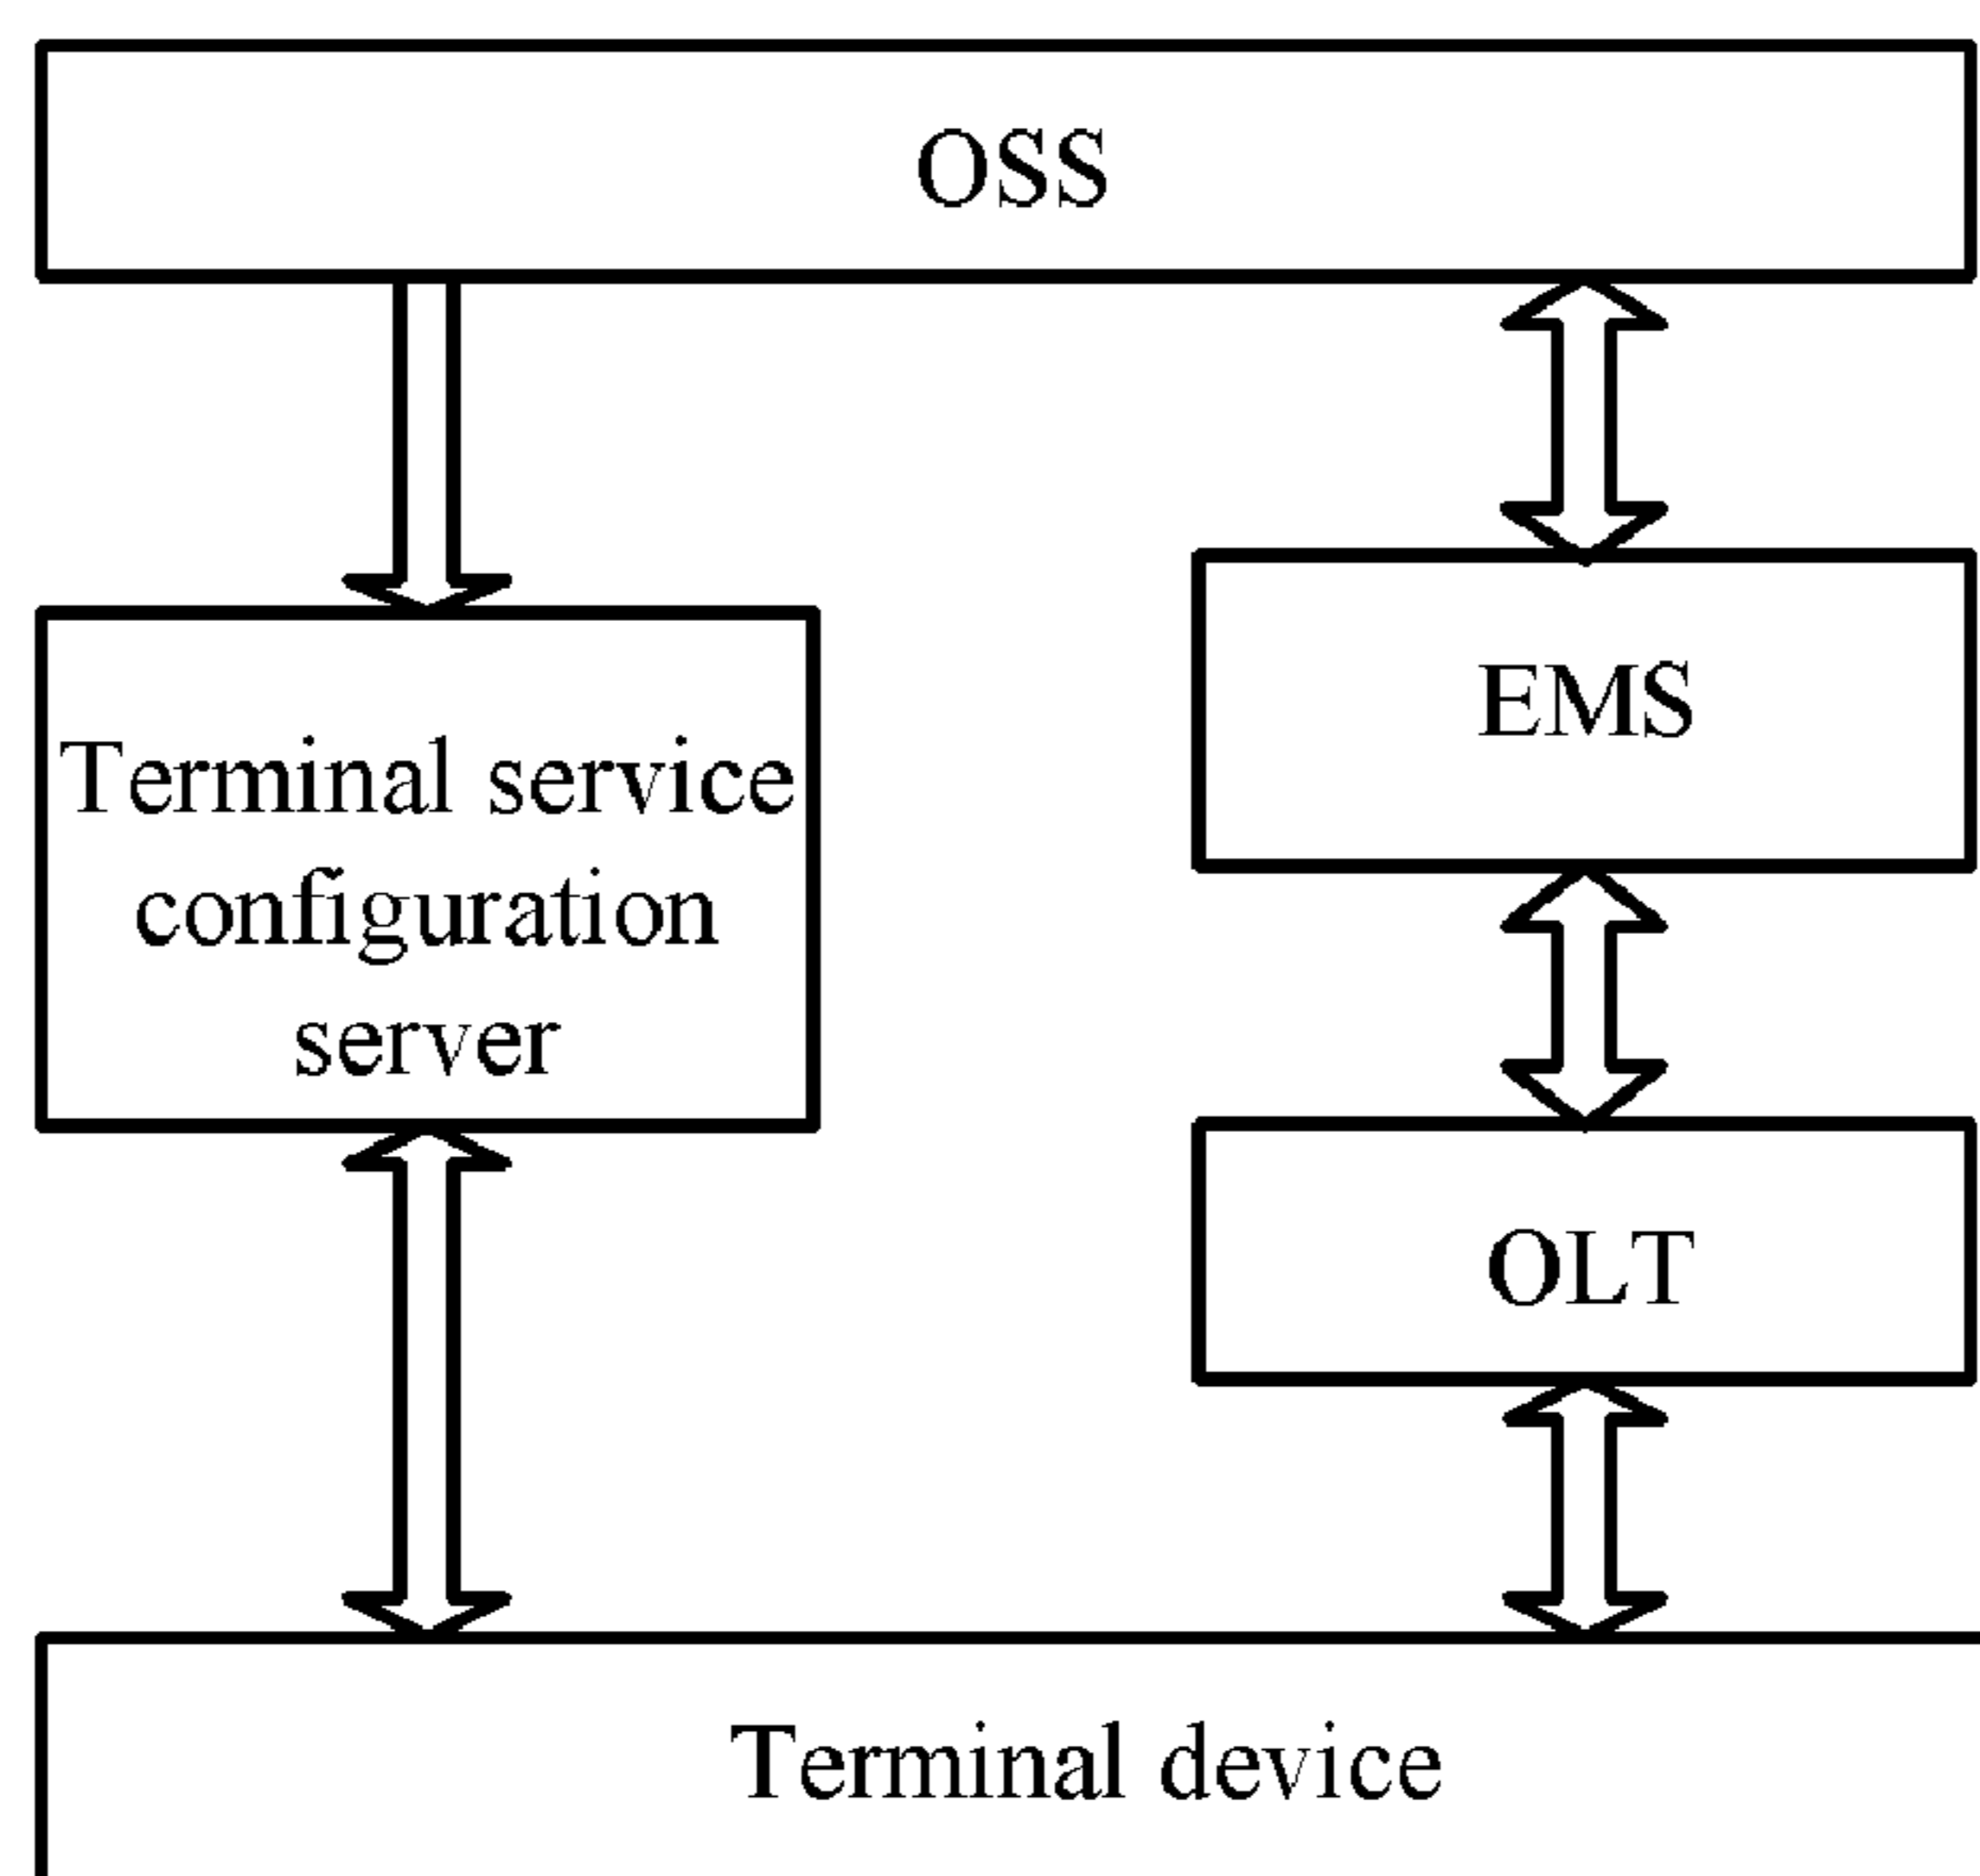 OSS
EMS
Terminal service
configuration
server
OLT
Terminal device